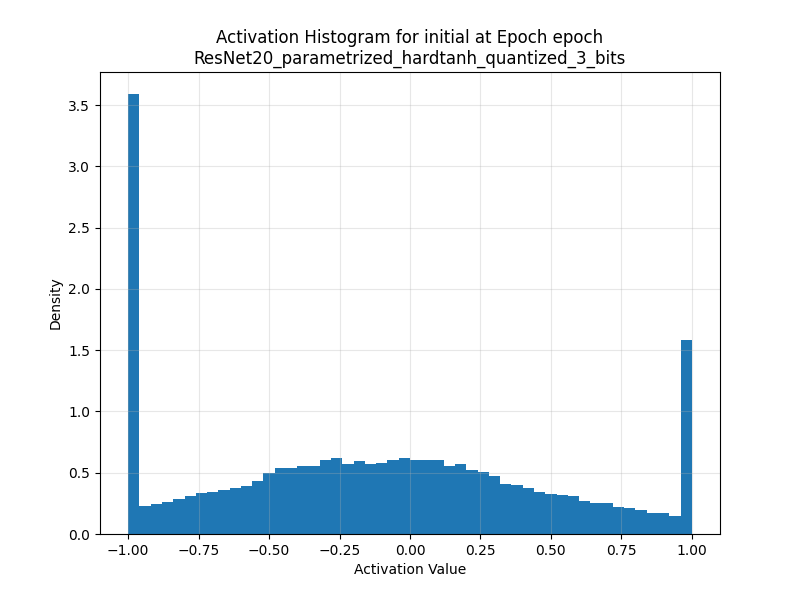 Activation Histogram for initial at Epoch epoch
ResNet20_parametrized_hardtanh_quantized_3_bits
3.5
3.0
2.5
2.0
1.5
1.0
0.5
0.0
Density
−1.00 −0.75 −0.50 −0.25 0.00 0.25 0.50 0.75 1.00
Activation Value